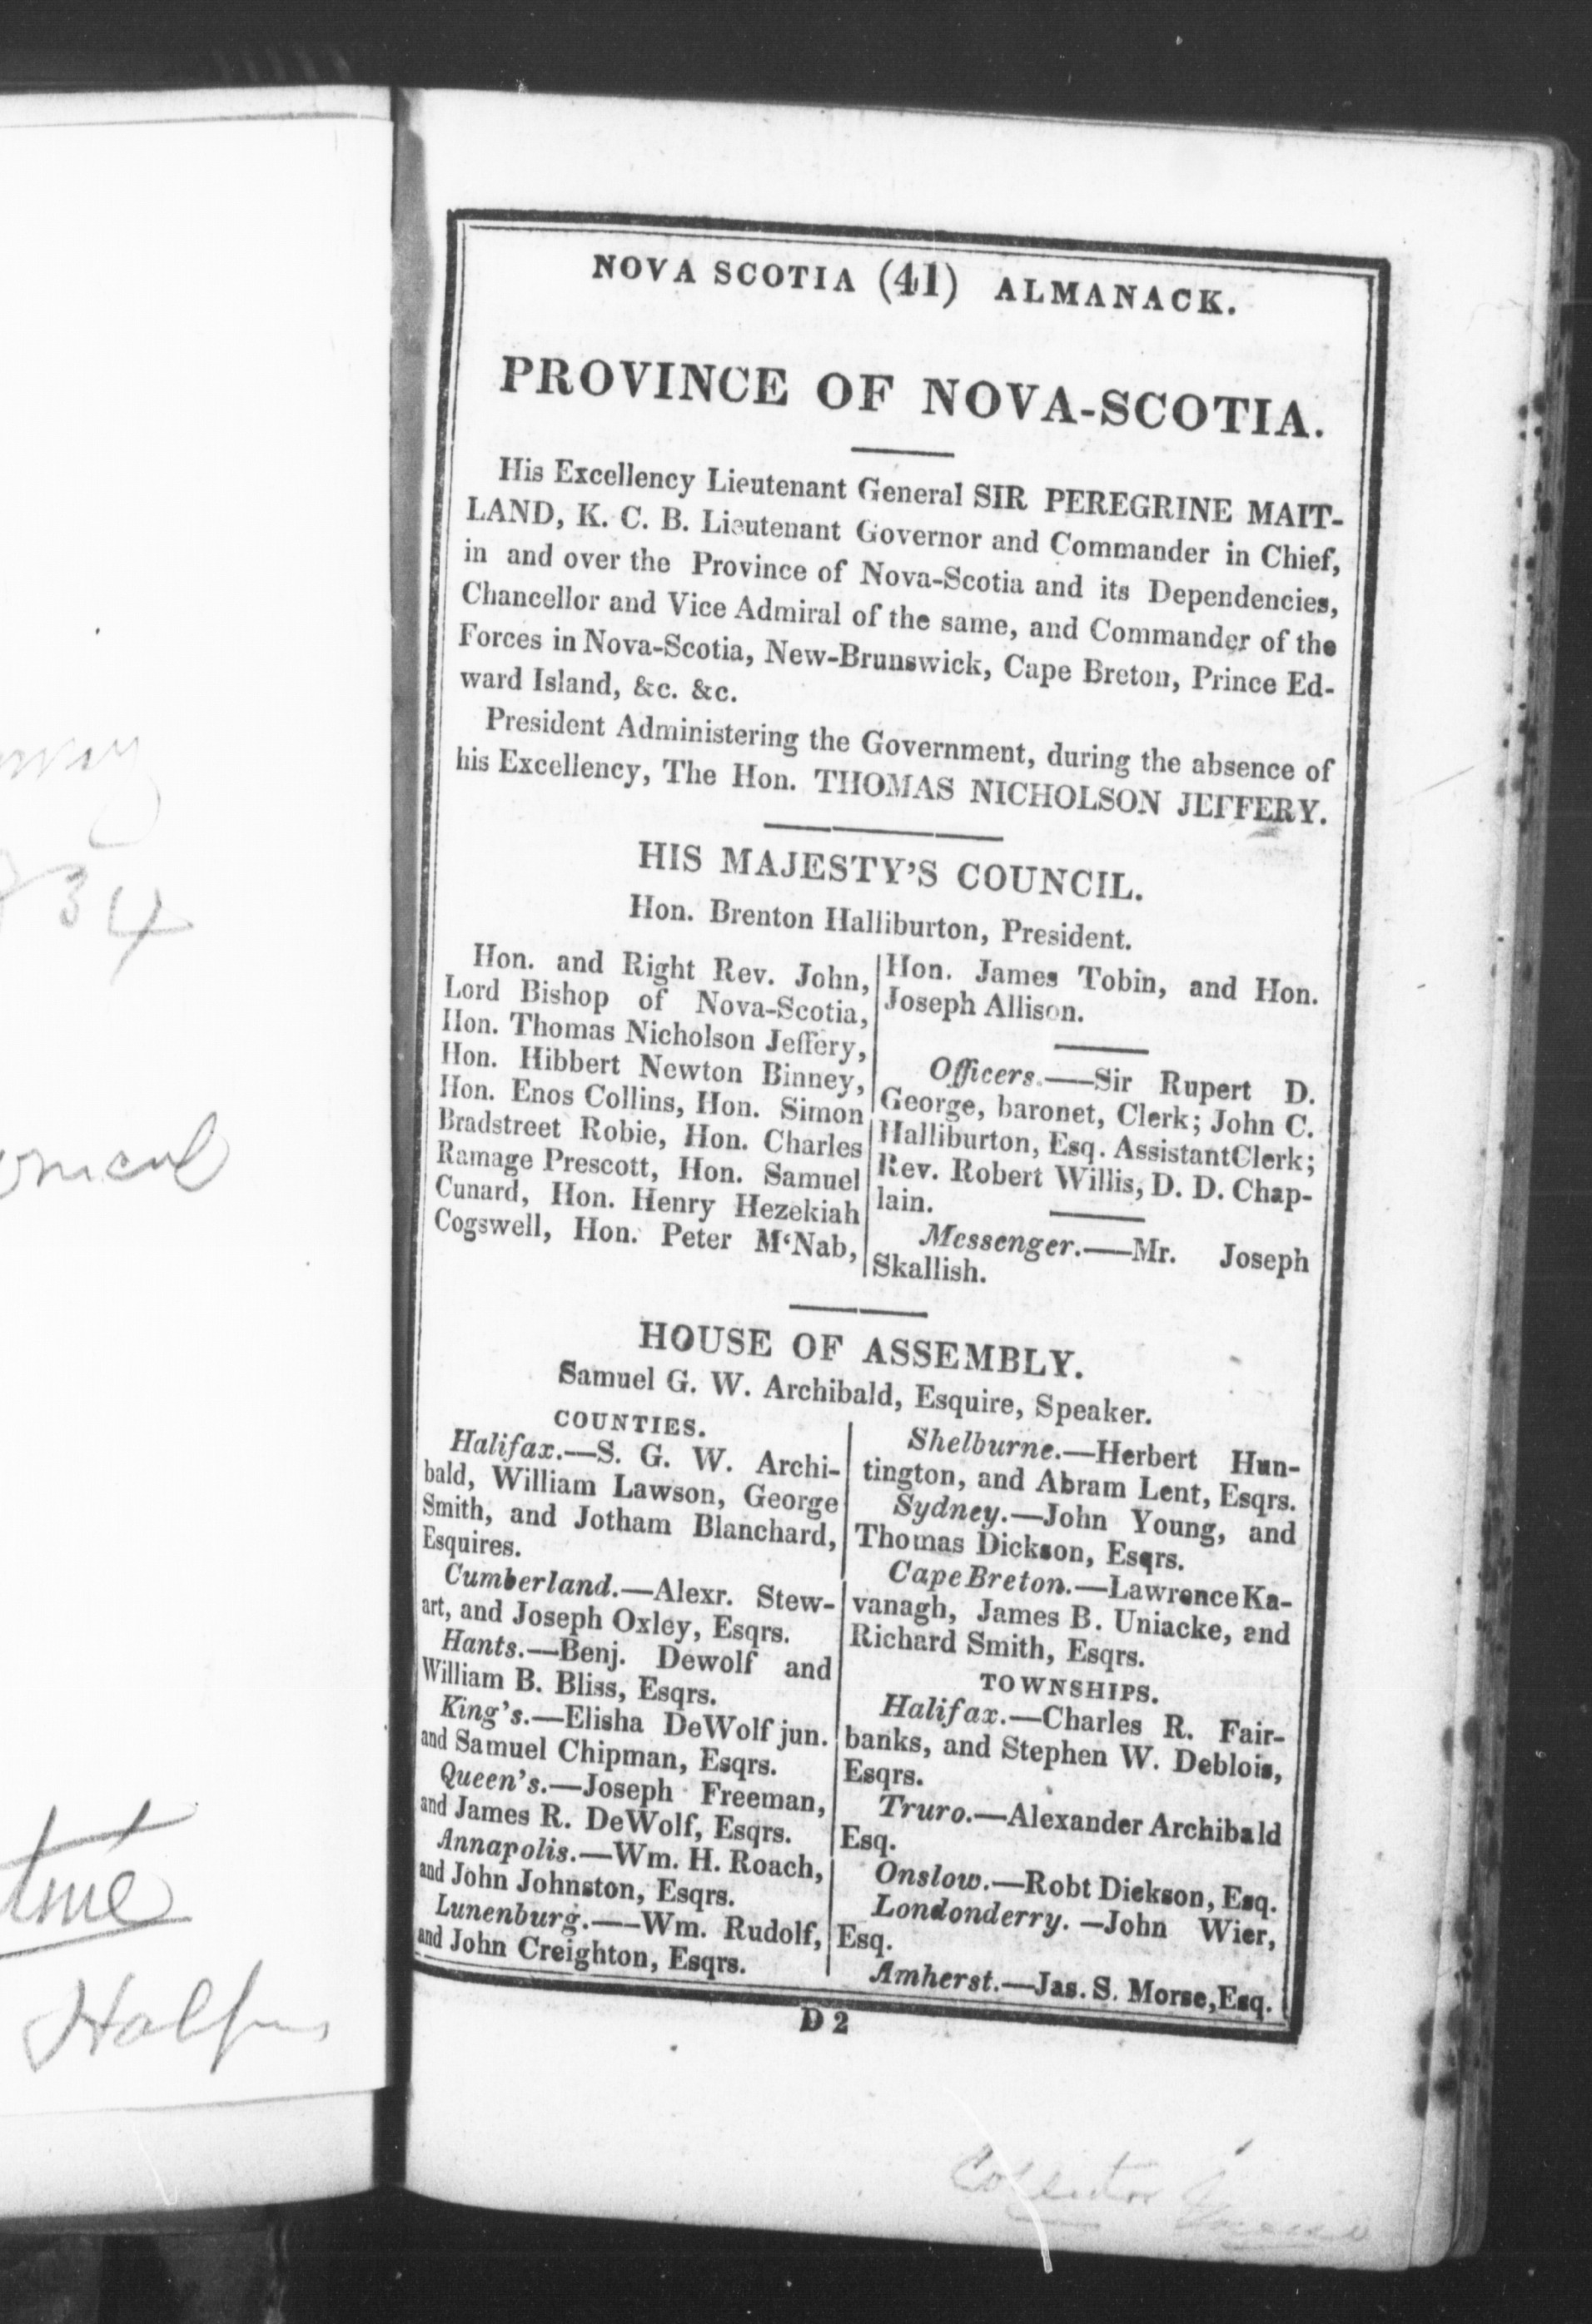 NOVA SCOTIA (41) ALMANACK.
PROVINCE OF NOVA-SCOTIA.
His Excellency Lieutenant General SIR PEREGRINE MAIT-
LAND, K. C. B. Lieutenant Governor and Commander in Chief,
in and over the Province of Nova-Scotia and its Dependencies,
Chancellor and Vice Admiral of the same, and Commander of the
Forces in Nova-Scotia, New-Brunswick, Cape Breton, Prince Ed-
ward Island, &c. &c.
President Administering the Government, during the absence of
his Excellency, The Hon. THOMAS NICHOLSON JEFFERY.
HIS MAJESTY'S COUNCIL.
Hon. Brenton Halliburton, President.
Hon. and Right Rev. John,
Lord Bishop of Nova-Scotia,
Hon. Thomas Nicholson Jeffery,
Hon. Hibbert Newton Binney,
Hon. Enos Collins, Hon. Simon
Bradstreet Robie, Hon. Charles
Ramage Prescott, Hon. Samuel
Cunard, Hon. Henry Hezekiah
Cogswell, Hon. Peter M‘Nab,
Hon. James Tobin, and Hon.
Joseph Allison.
Officers.—Sir Rupert D.
George, baronet, Clerk; John C.
Halliburton, Esq. AssistantClerk;
Rev. Robert Willis, D. D. Chap-
lain.
Messenger.—Mr. Joseph
Skallish.
HOUSE OF ASSEMBLY.
Samuel G. W. Archibald, Esquire, Speaker.
COUNTIES.
Halifax.—S. G. W. Archi-
bald, William Lawson, George
Smith, and Jotham Blanchard,
Esquires.
Cumberland.—Alexr. Stew-
art, and Joseph Oxley, Esqrs.
Hants.—Benj. Dewolf and
William B. Bliss, Esqrs.
King's.—Elisha DeWolf jun.
and Samuel Chipman, Esqrs.
Queen's.—Joseph Freeman,
and James R. DeWolf, Esqrs.
Annapolis.—Wm. H. Roach,
and John Johnston, Esqrs.
Lunenburg.—Wm. Rudolf,
and John Creighton, Esqrs.
Shelburne.—Herbert Hun-
tington, and Abram Lent, Esqrs.
Sydney.—John Young, and
Thomas Dickson, Esqrs.
Cape Breton.—Lawrence Ka-
vanagh, James B. Uniacke, and
Richard Smith, Esqrs.
TOWNSHIPS.
Halifax.—Charles R. Fair-
banks, and Stephen W. Deblois,
Esqrs.
Truro.—Alexander Archibald
Esq.
Onslow.—Robt Dickson, Esq.
Londonderry.—John Wier,
Esq.
Amherst.—Jas. S. Morse, Esq.
D 2
34